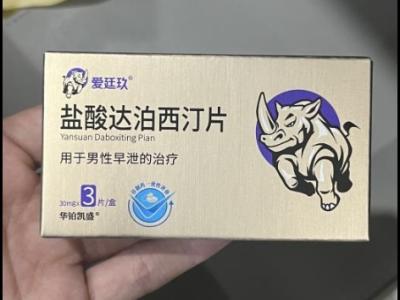 爱廷玖
盐酸达泊西汀片
Yansuan Daboxiting Pian
用于男性早泄的治疗
30mg×3片/盒
华铂凯盛®